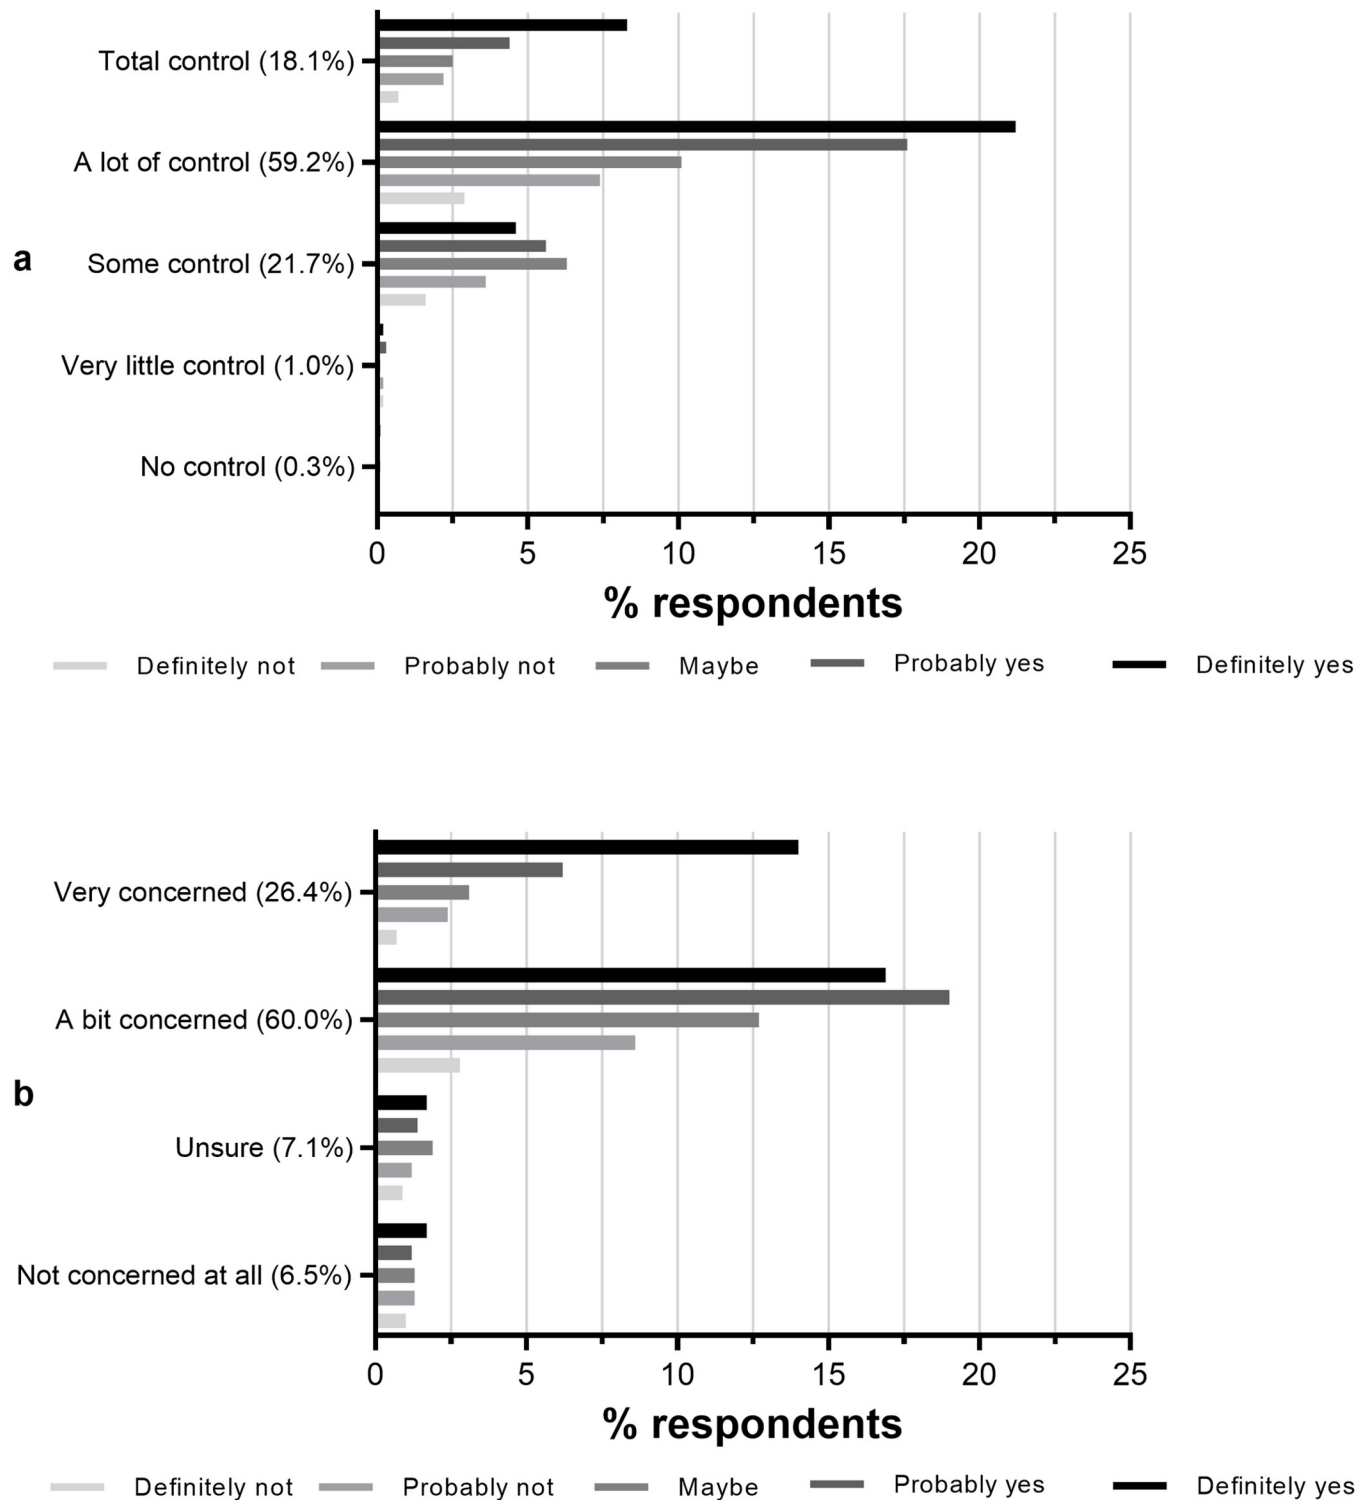 Total control (18.1%)
A lot of control (59.2%)
a
Some control (21.7%)
Very little control (1.0%)
No control (0.3%)
0 5 10 15 20 25
% respondents
Definitely not Probably not Maybe Probably yes Definitely yes
Very concerned (26.4%)
A bit concerned (60.0%)
b
Unsure (7.1%)
Not concerned at all (6.5%)
0 5 10 15 20 25
% respondents
Definitely not Probably not Maybe Probably yes Definitely yes